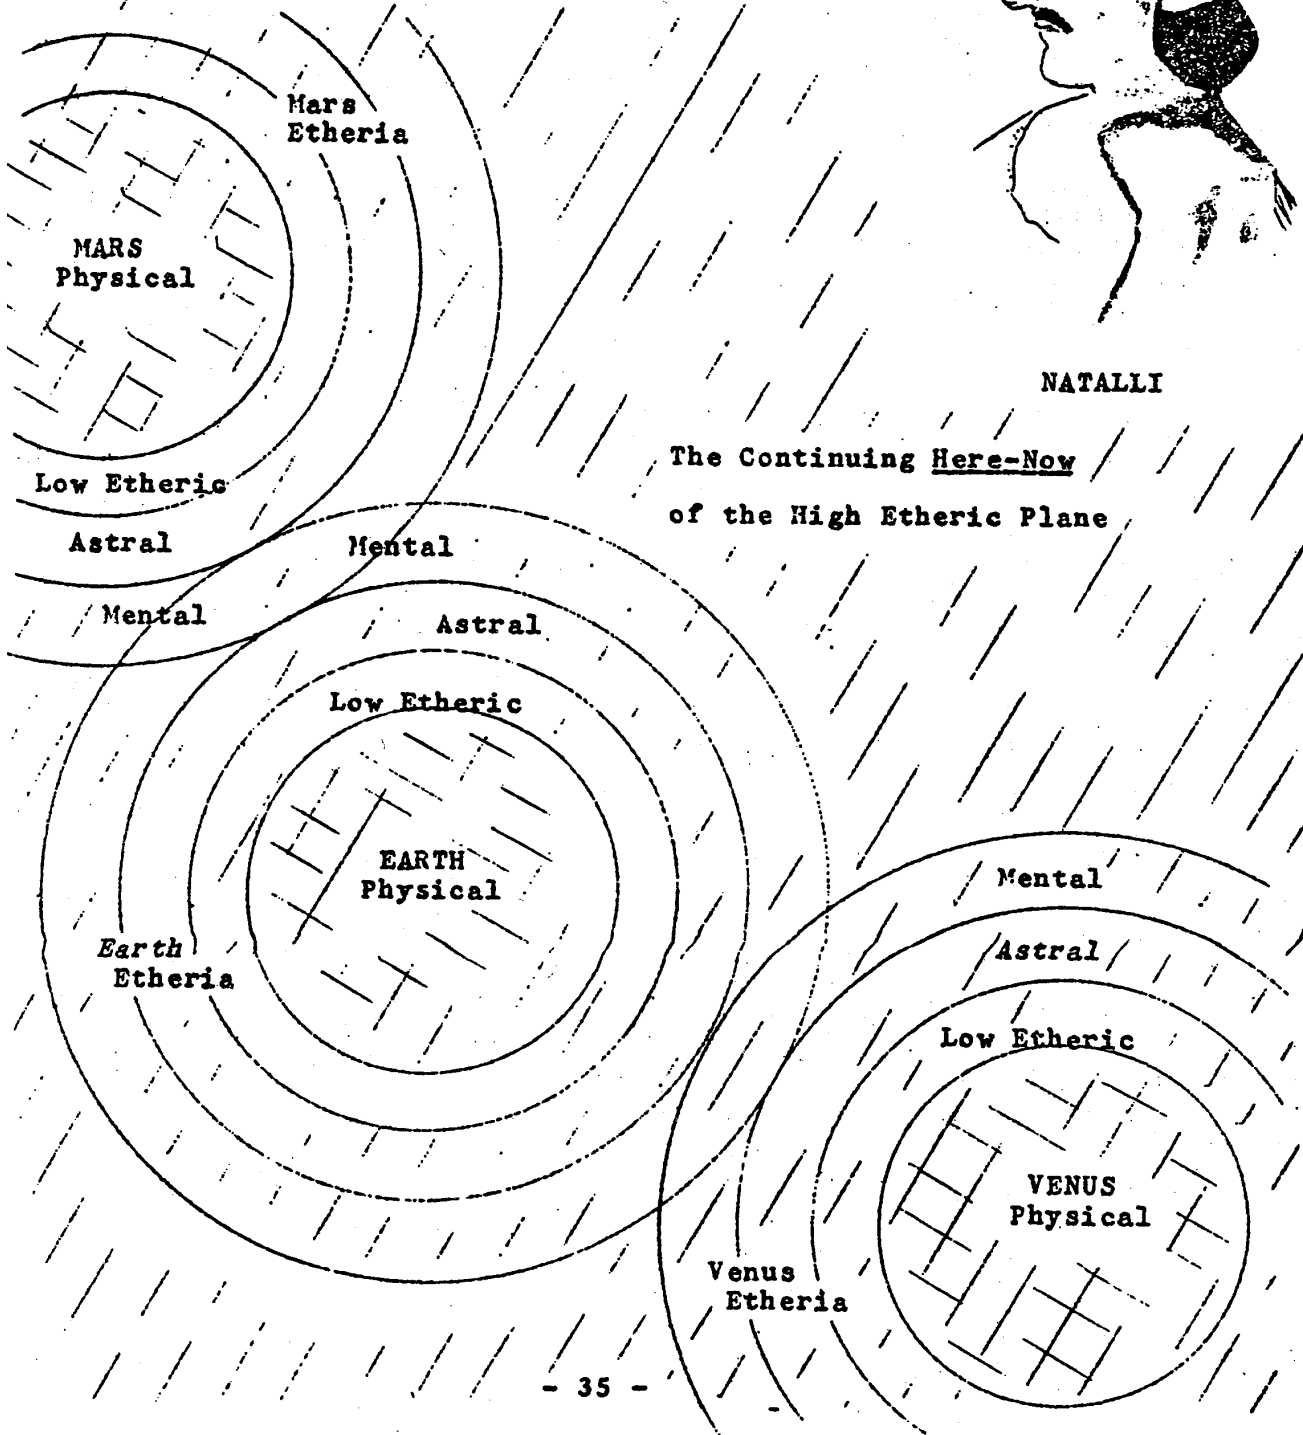 Mars
Etheria
MARS
Physical
NATALLI
The Continuing Here-Now
of the High Etheric Plane
Low Etheric
Astral
Mental
Mental
Astral
Low Etheric
EARTH
Physical
Earth
Etheria
Mental
Astral
Low Etheric
VENUS
Physical
Venus
Etheria
- 35 -